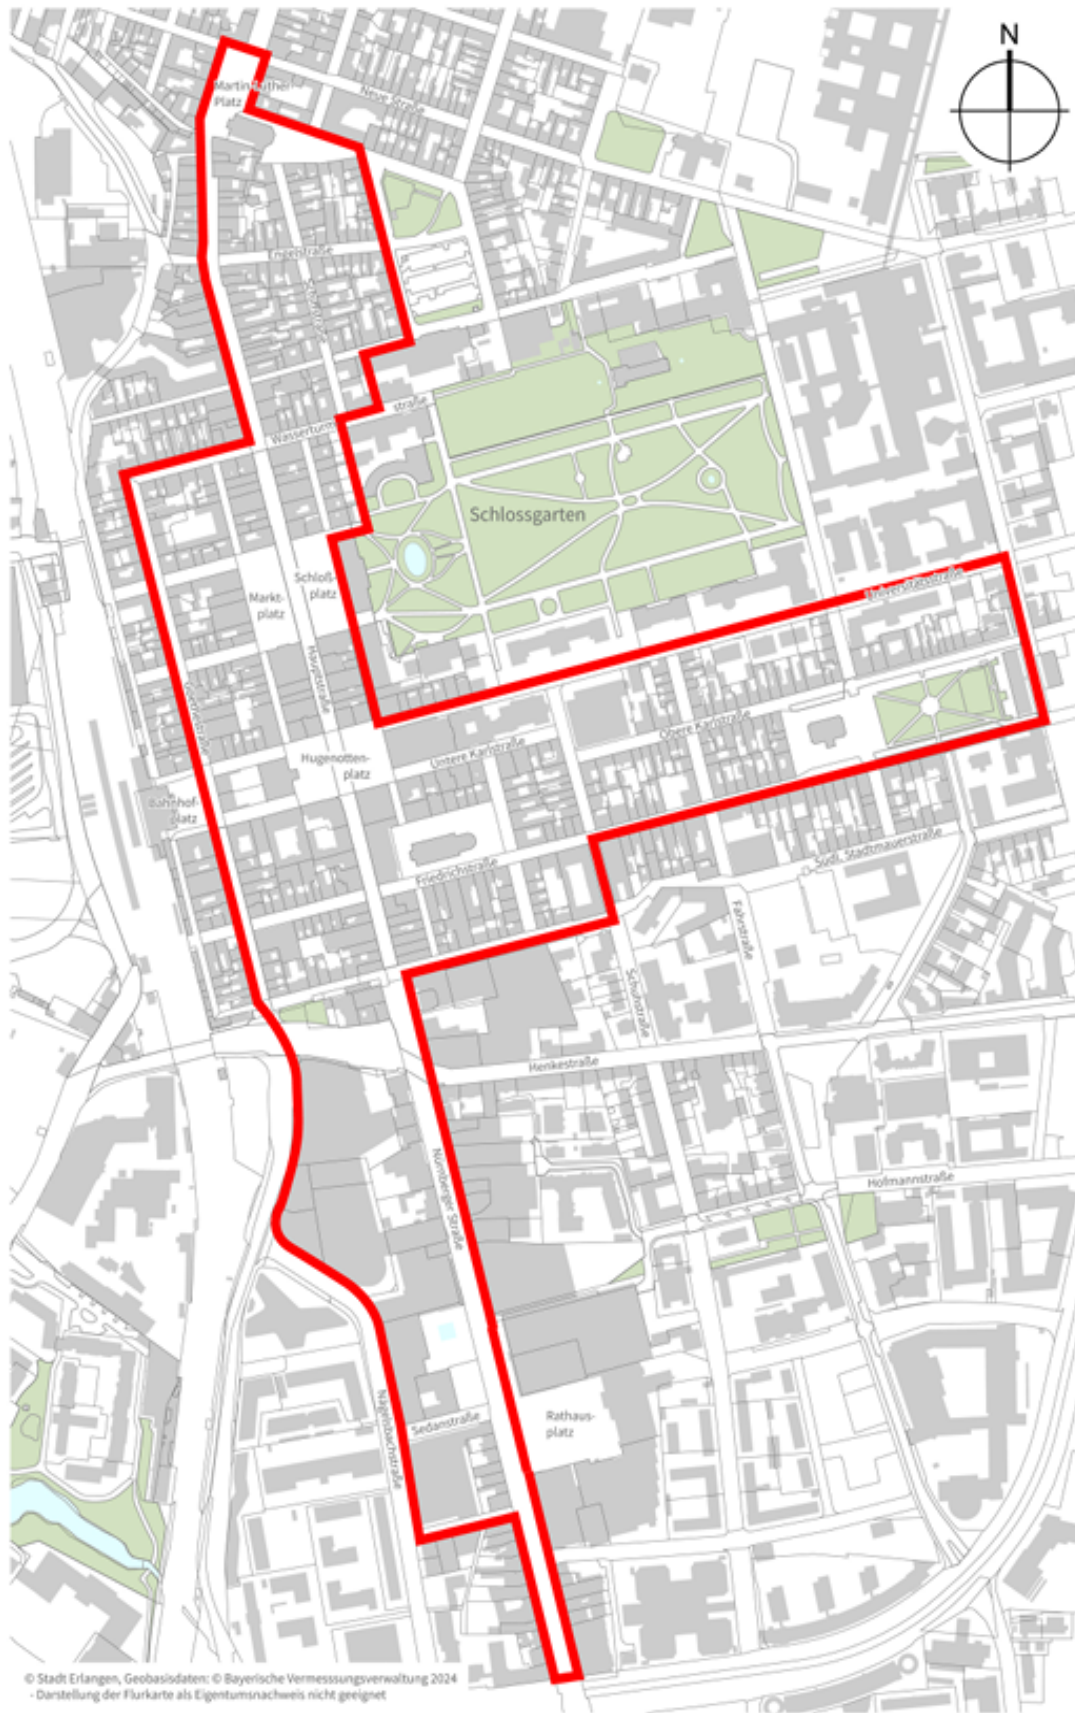 N
Martin-Luther-
Platz
Neue Straße
Engelstraße
straße
Wasserturm
Schlossgarten
Schloß-
platz
Markt-
platz
Universitätsstraße
Hauptstraße
Goethestraße
Obere Karlstraße
Untere Karlstraße
Hugenotten-
platz
Bahnhof-
platz
Südl. Stadtmauerstraße
Friedrichstraße
Fahrstraße
Schuhstraße
Henkestraße
Nürnberger Straße
Hofmannstraße
Rathaus-
platz
Sedanstraße
Nägelsbachstraße
© Stadt Erlangen, Geobasisdaten: © Bayerische Vermesssungsverwaltung 2024
- Darstellung der Flurkarte als Eigentumsnachweis nicht geeignet